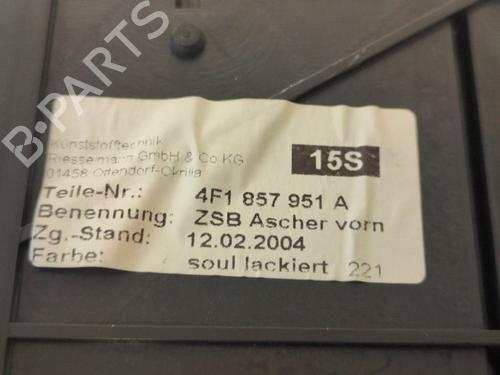 B-PARTS
Kunststofftechnik
Riesselmann GmbH & Co KG
01458 Ottendorf-Okrilla
15S
Teile-Nr.: 4F1 857 951 A
Benennung: ZSB Ascher vorn
Zg.-Stand: 12.02.2004
Farbe: soul lackiert 221